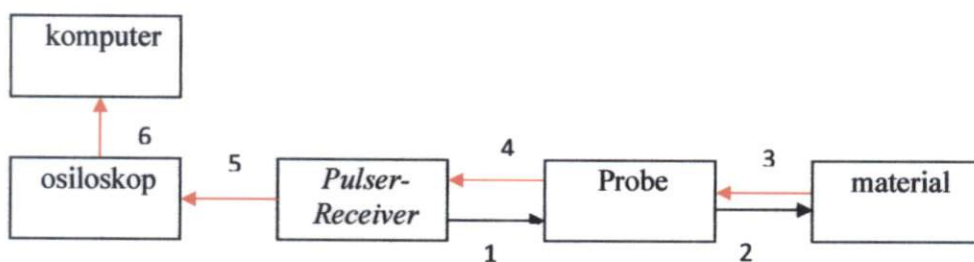 komputer
6
osiloskop
5
Pulser-
Receiver
4
1
Probe
3
2
material